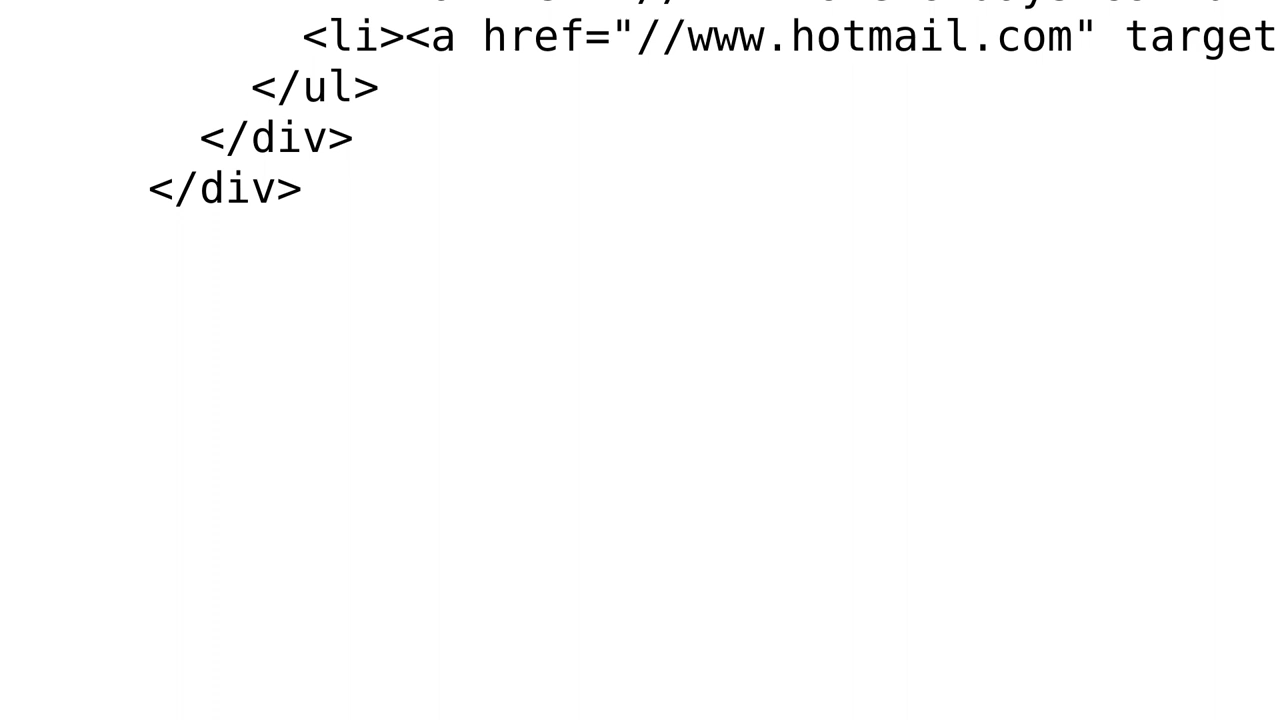 <li><a href="//www.hotmail.com" target
</ul>
</div>
</div>